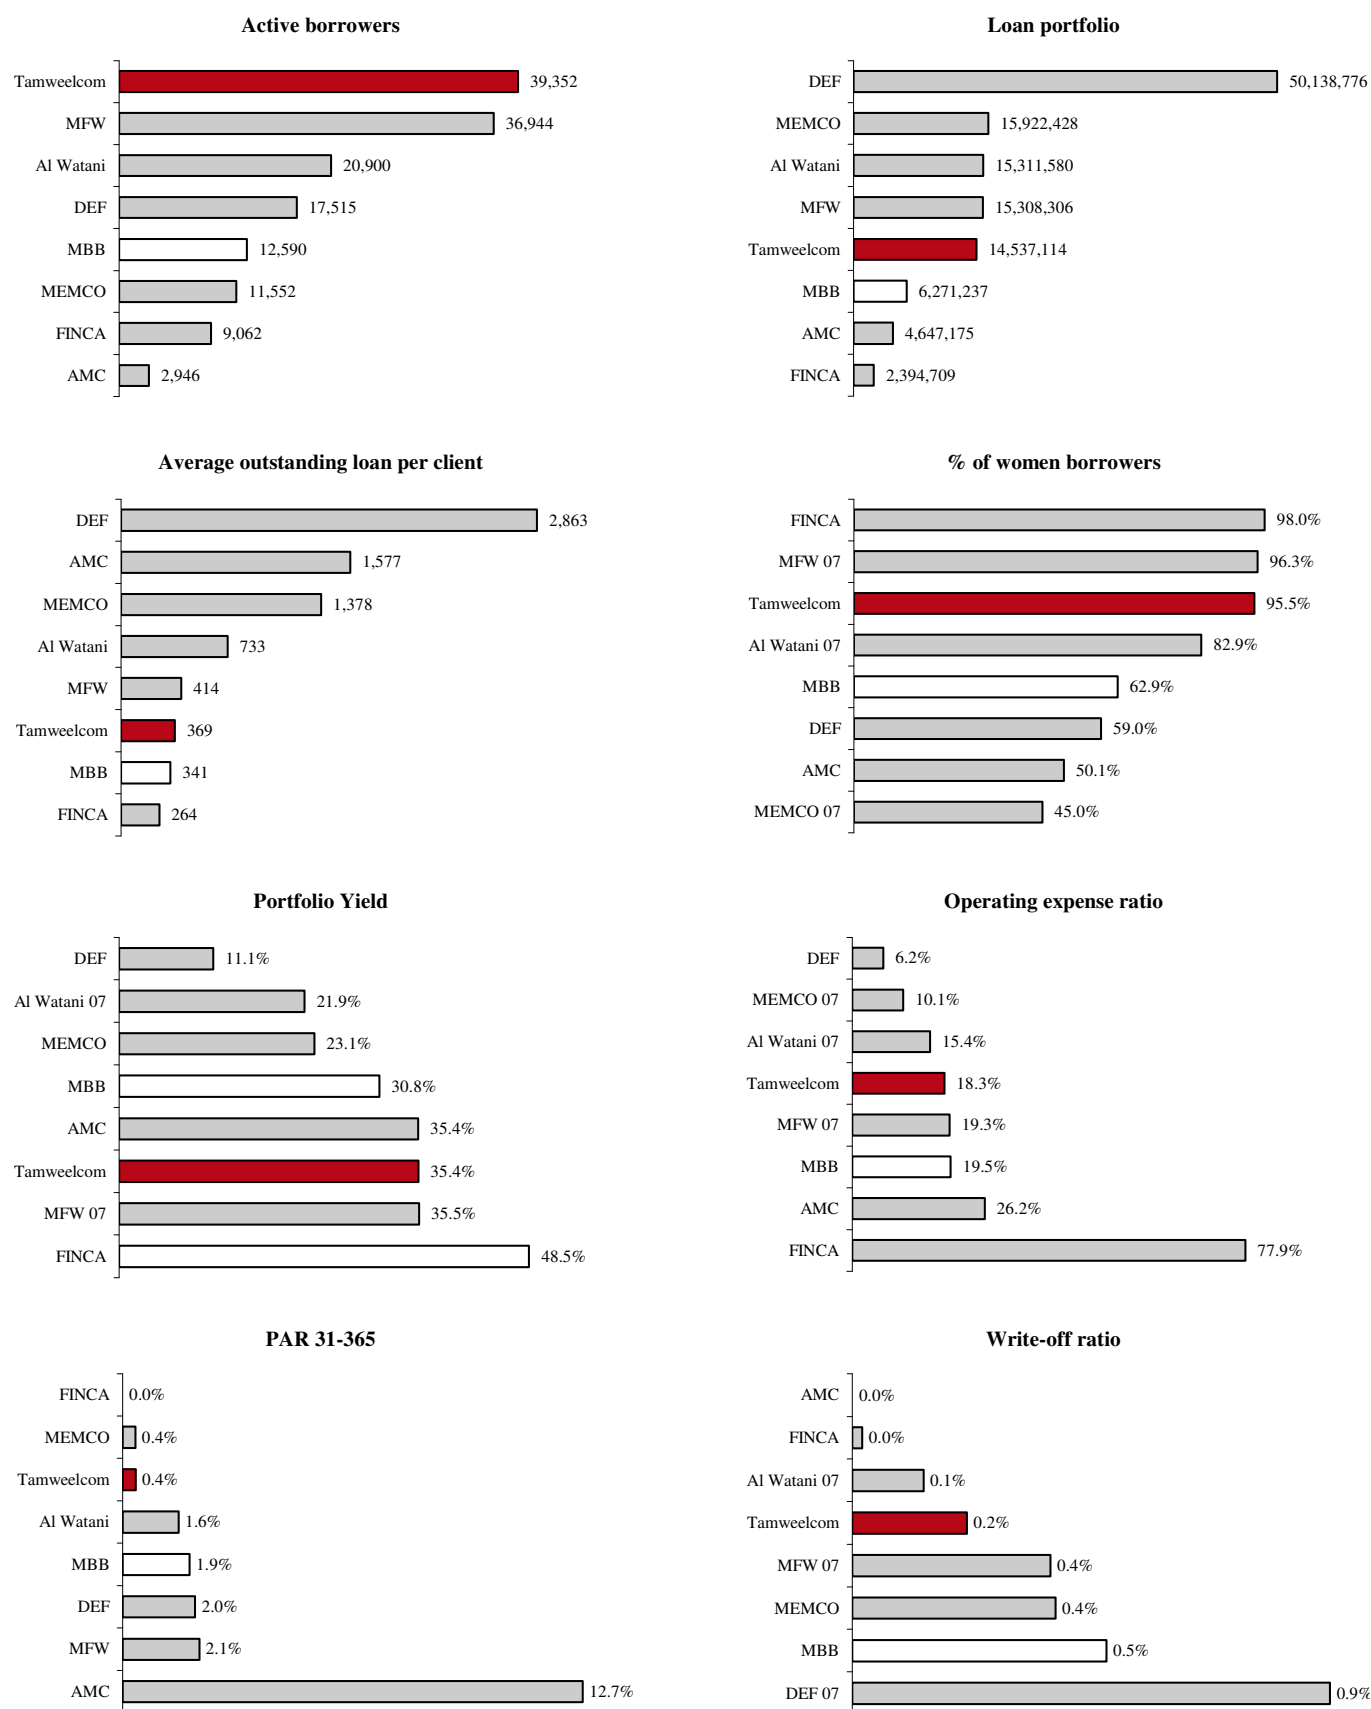 Active borrowers
Tamweelcom 39,352
MFW 36,944
Al Watani 20,900
DEF 17,515
MBB 12,590
MEMCO 11,552
FINCA 9,062
AMC 2,946
Loan portfolio
DEF 50,138,776
MEMCO 15,922,428
Al Watani 15,311,580
MFW 15,308,306
Tamweelcom 14,537,114
MBB 6,271,237
AMC 4,647,175
FINCA 2,394,709
Average outstanding loan per client
DEF 2,863
AMC 1,577
MEMCO 1,378
Al Watani 733
MFW 414
Tamweelcom 369
MBB 341
FINCA 264
% of women borrowers
FINCA 98.0%
MFW 07 96.3%
Tamweelcom 95.5%
Al Watani 07 82.9%
MBB 62.9%
DEF 59.0%
AMC 50.1%
MEMCO 07 45.0%
Portfolio Yield
DEF 11.1%
Al Watani 07 21.9%
MEMCO 23.1%
MBB 30.8%
AMC 35.4%
Tamweelcom 35.4%
MFW 07 35.5%
FINCA 48.5%
Operating expense ratio
DEF 6.2%
MEMCO 07 10.1%
Al Watani 07 15.4%
Tamweelcom 18.3%
MFW 07 19.3%
MBB 19.5%
AMC 26.2%
FINCA 77.9%
PAR 31-365
FINCA 0.0%
MEMCO 0.4%
Tamweelcom 0.4%
Al Watani 1.6%
MBB 1.9%
DEF 2.0%
MFW 2.1%
AMC 12.7%
Write-off ratio
AMC 0.0%
FINCA 0.0%
Al Watani 07 0.1%
Tamweelcom 0.2%
MFW 07 0.4%
MEMCO 0.4%
MBB 0.5%
DEF 07 0.9%